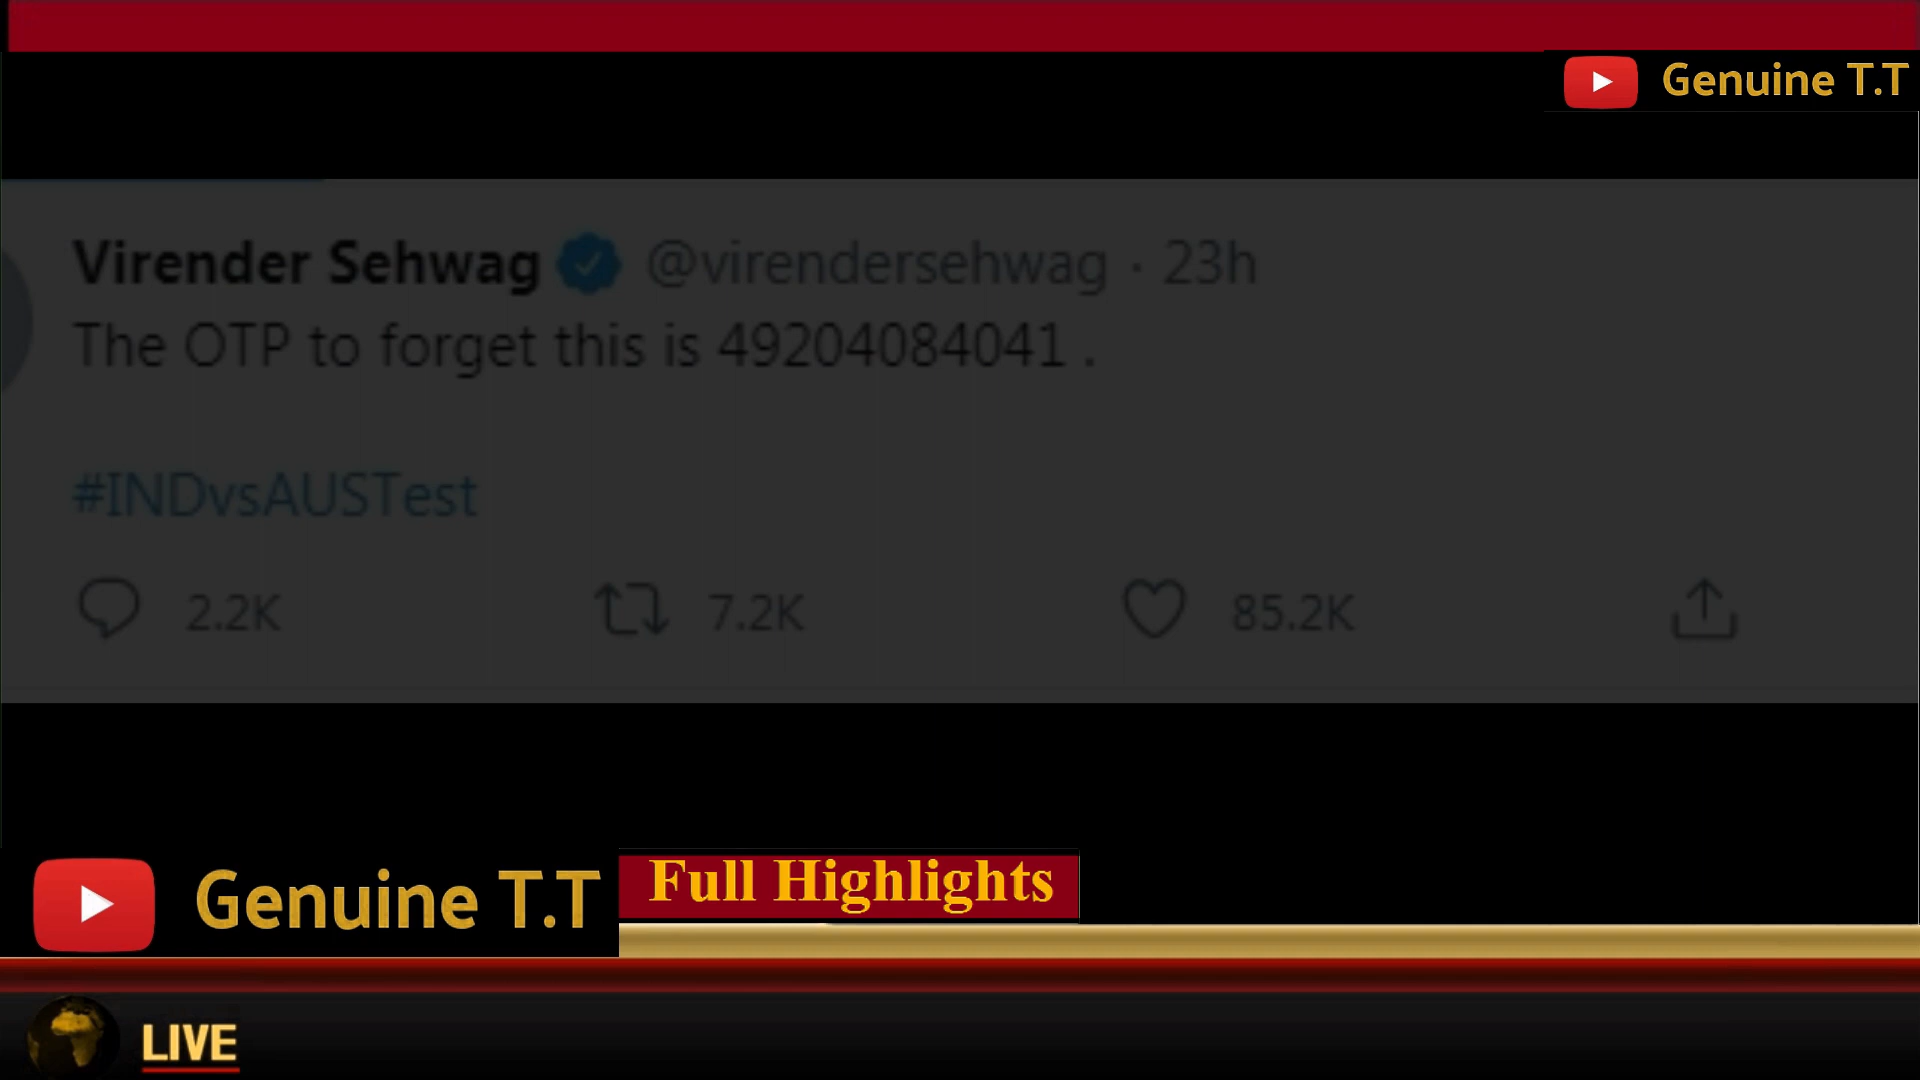 Genuine T.T
Virender Sehwag @virendersehwag · 23h
The OTP to forget this is 49204084041 .
#INDvsAUSTest
2.2K 7.2K 85.2K
Full Highlights
Genuine T.T
LIVE